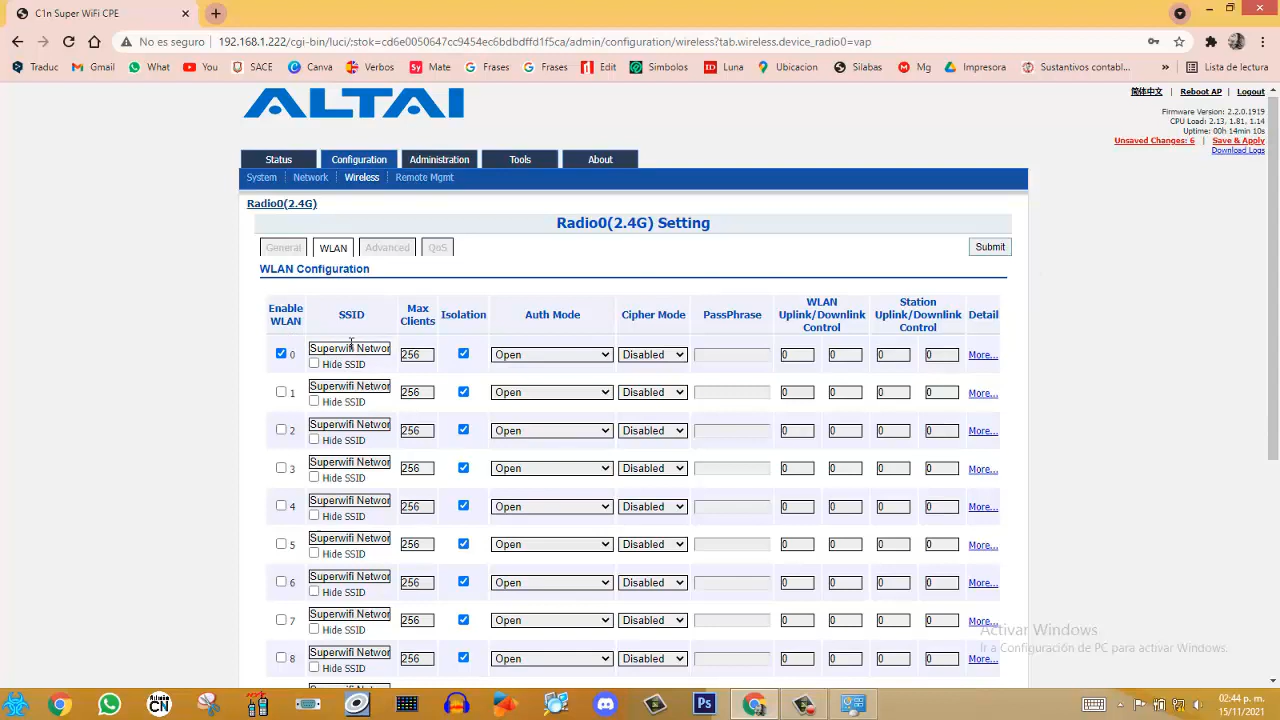 C1n Super WiFi CPE
No es seguro 192.168.1.222/cgi-bin/luci/;stok=cd6e0050647cc9454ec6bdbdffd1f5ca/admin/configuration/wireless?tab.wireless.device_radio0=vap
Traduc Gmail What You SACE Canva Verbos Mate Frases Frases Edit Simbolos Luna Ubicacion Silabas Mg Impresora Sustantivos contabl... » Lista de lectura
ALTAI
简体中文 | Reboot AP | Logout
Firmware Version: 2.2.0.1919
CPU Load: 2.13, 1.81, 1.14
Uptime: 00h 14min 10s
Unsaved Changes: 6 | Save & Apply
Download Logs
Status Configuration Administration Tools About
System Network Wireless Remote Mgmt
Radio0(2.4G)
Radio0(2.4G) Setting
General WLAN Advanced QoS Submit
WLAN Configuration
Enable WLAN SSID Max Clients Isolation Auth Mode Cipher Mode PassPhrase WLAN Uplink/Downlink Control Station Uplink/Downlink Control Detail
0 Superwifi Networ 256 Open Disabled 0 0 0 0 More...
Hide SSID
1 Superwifi Networ 256 Open Disabled 0 0 0 0 More...
Hide SSID
2 Superwifi Networ 256 Open Disabled 0 0 0 0 More...
Hide SSID
3 Superwifi Networ 256 Open Disabled 0 0 0 0 More...
Hide SSID
4 Superwifi Networ 256 Open Disabled 0 0 0 0 More...
Hide SSID
5 Superwifi Networ 256 Open Disabled 0 0 0 0 More...
Hide SSID
6 Superwifi Networ 256 Open Disabled 0 0 0 0 More...
Hide SSID
7 Superwifi Networ 256 Open Disabled 0 0 0 0 More...
Hide SSID
8 Superwifi Networ 256 Open Disabled 0 0 0 0 More...
Hide SSID
Activar Windows
Ir a Configuración de PC para activar Windows.
Ps
02:44 p. m.
15/11/2021